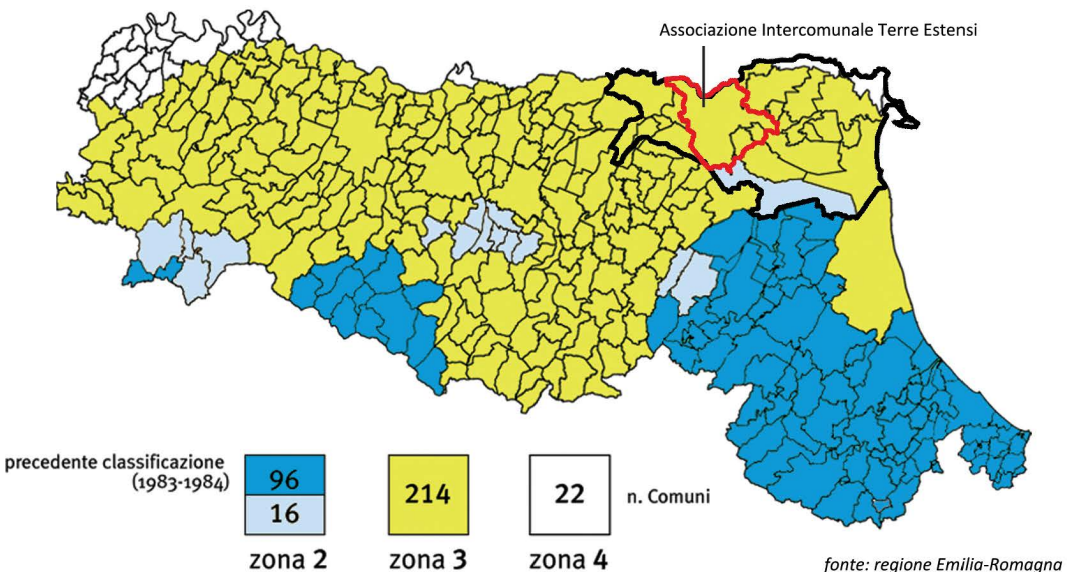 Associazione Intercomunale Terre Estensi
precedente classificazione
(1983-1984)
96
16
214
22
n. Comuni
zona 2
zona 3
zona 4
fonte: regione Emilia-Romagna